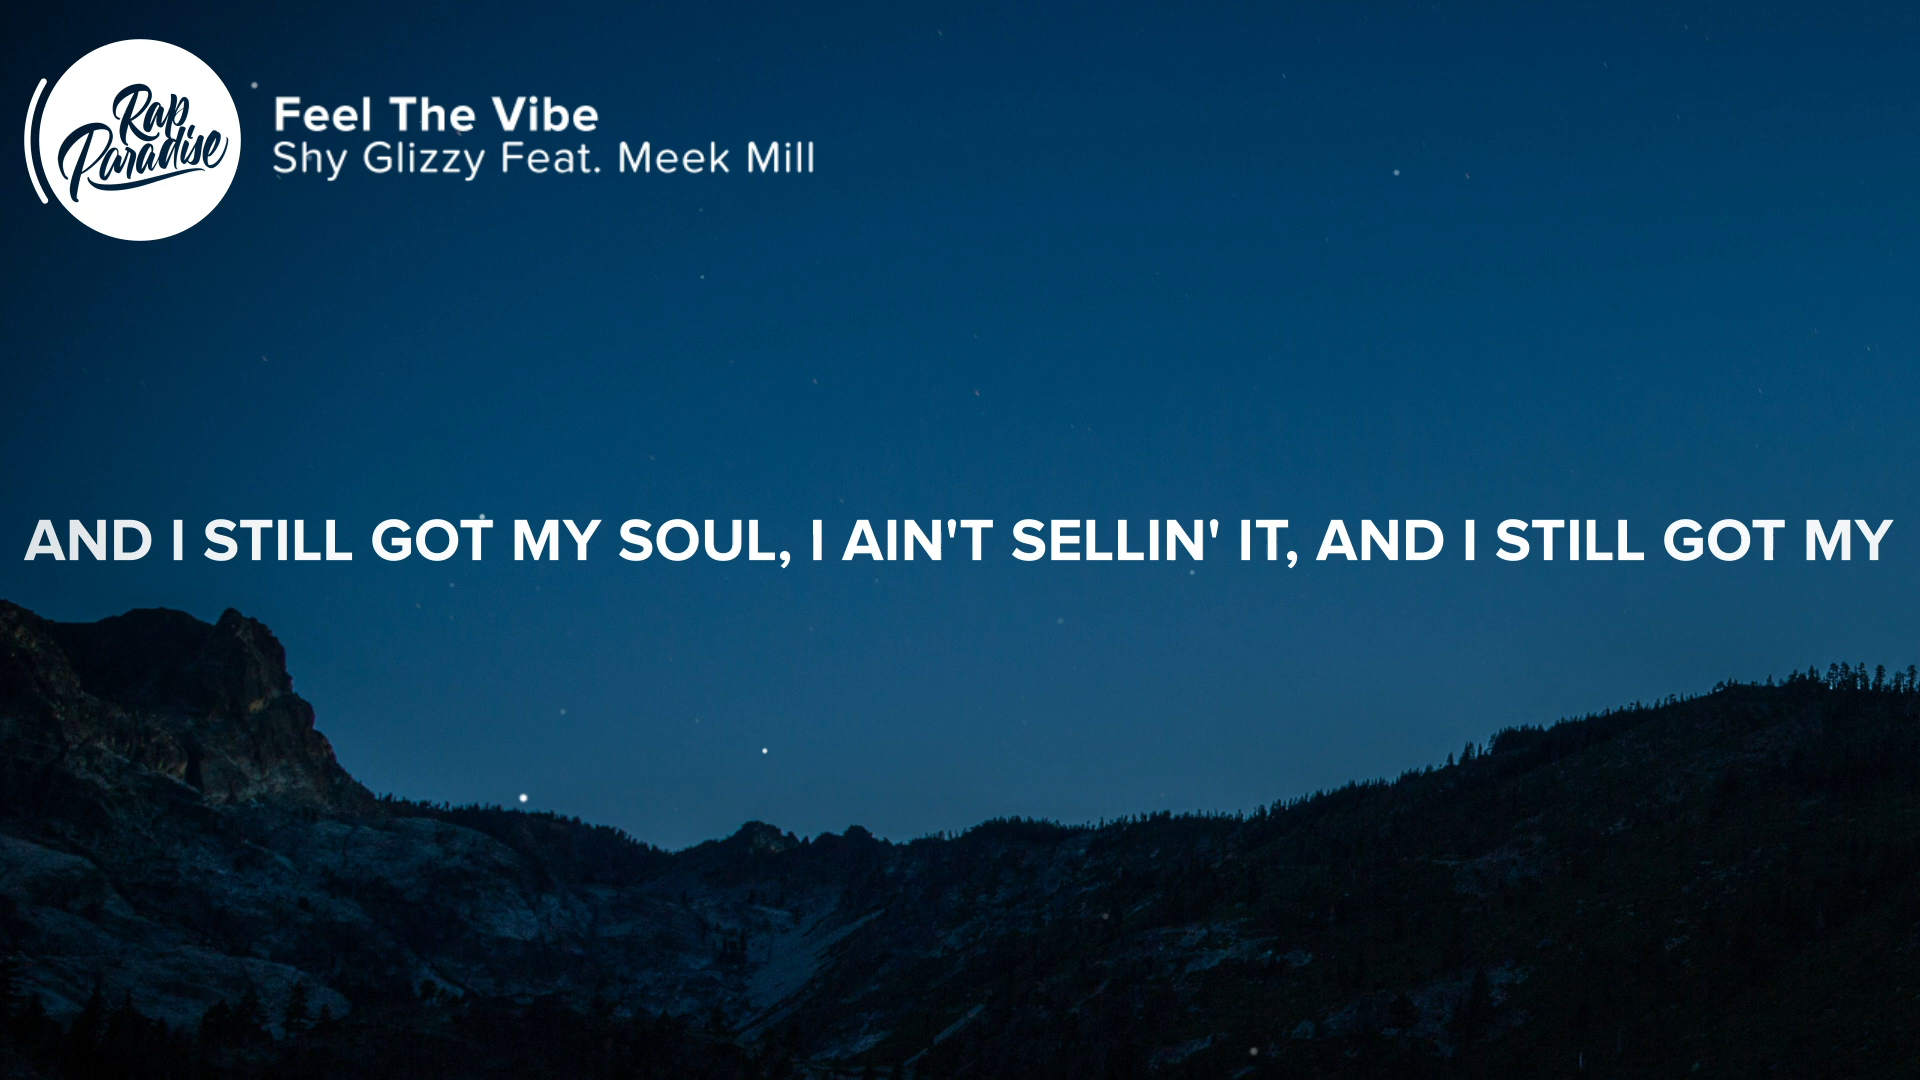 Rap
Paradise
Feel The Vibe
Shy Glizzy Feat. Meek Mill
AND I STILL GOT MY SOUL, I AIN'T SELLIN' IT, AND I STILL GOT MY